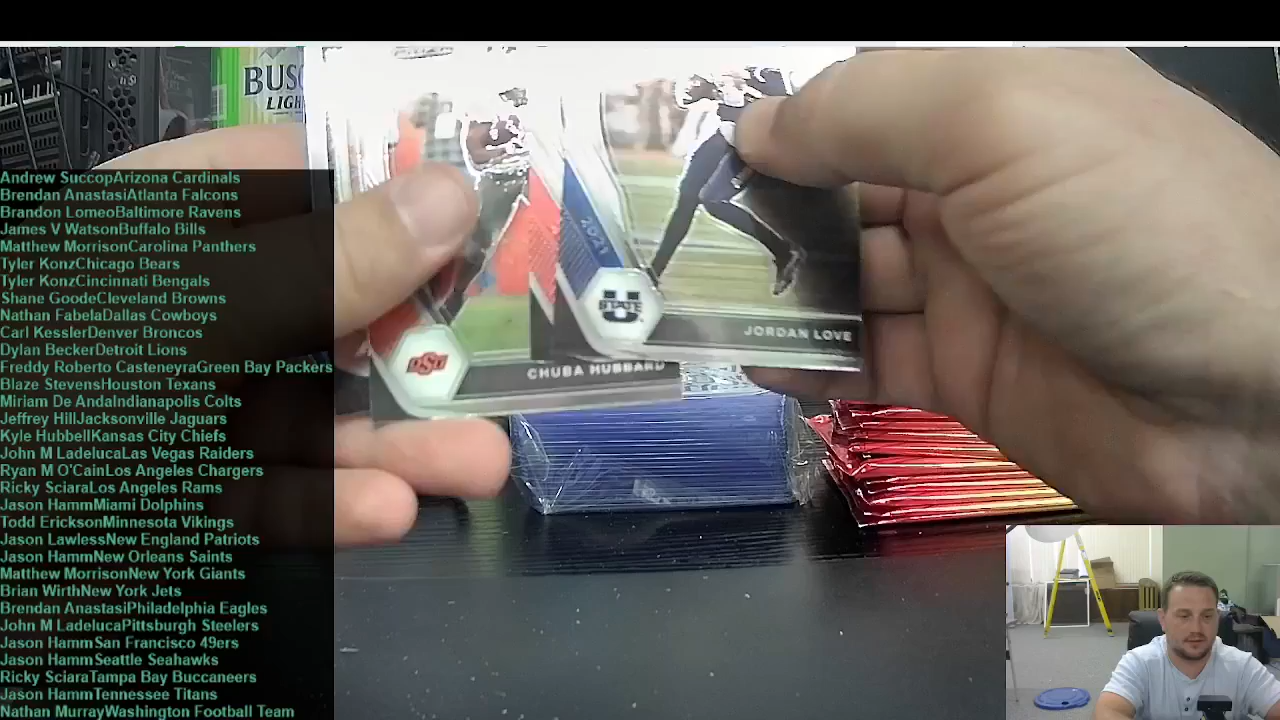 BUSC
LIGH
Andrew SuccopArizona Cardinals
Brendan AnastasiAtlanta Falcons
Brandon LomeoBaltimore Ravens
James V WatsonBuffalo Bills
Matthew MorrisonCarolina Panthers
Tyler KonzChicago Bears
Tyler KonzCincinnati Bengals
Shane GoodeCleveland Browns
Nathan FabelaDallas Cowboys
Carl KesslerDenver Broncos
Dylan BeckerDetroit Lions
Freddy Roberto CasteneyraGreen Bay Packers
Blaze StevensHouston Texans
Miriam De AndaIndianapolis Colts
Jeffrey HillJacksonville Jaguars
Kyle HubbellKansas City Chiefs
John M LadelucaLas Vegas Raiders
Ryan M O'CainLos Angeles Chargers
Ricky SciaraLos Angeles Rams
Jason HammMiami Dolphins
Todd EricksonMinnesota Vikings
Jason LawlessNew England Patriots
Jason HammNew Orleans Saints
Matthew MorrisonNew York Giants
Brian WirthNew York Jets
Brendan AnastasiPhiladelphia Eagles
John M LadelucaPittsburgh Steelers
Jason HammSan Francisco 49ers
Jason HammSeattle Seahawks
Ricky SciaraTampa Bay Buccaneers
Jason HammTennessee Titans
Nathan MurrayWashington Football Team
2021
U STATE
JORDAN LOVE
OSU
CHUBA HUBBARD